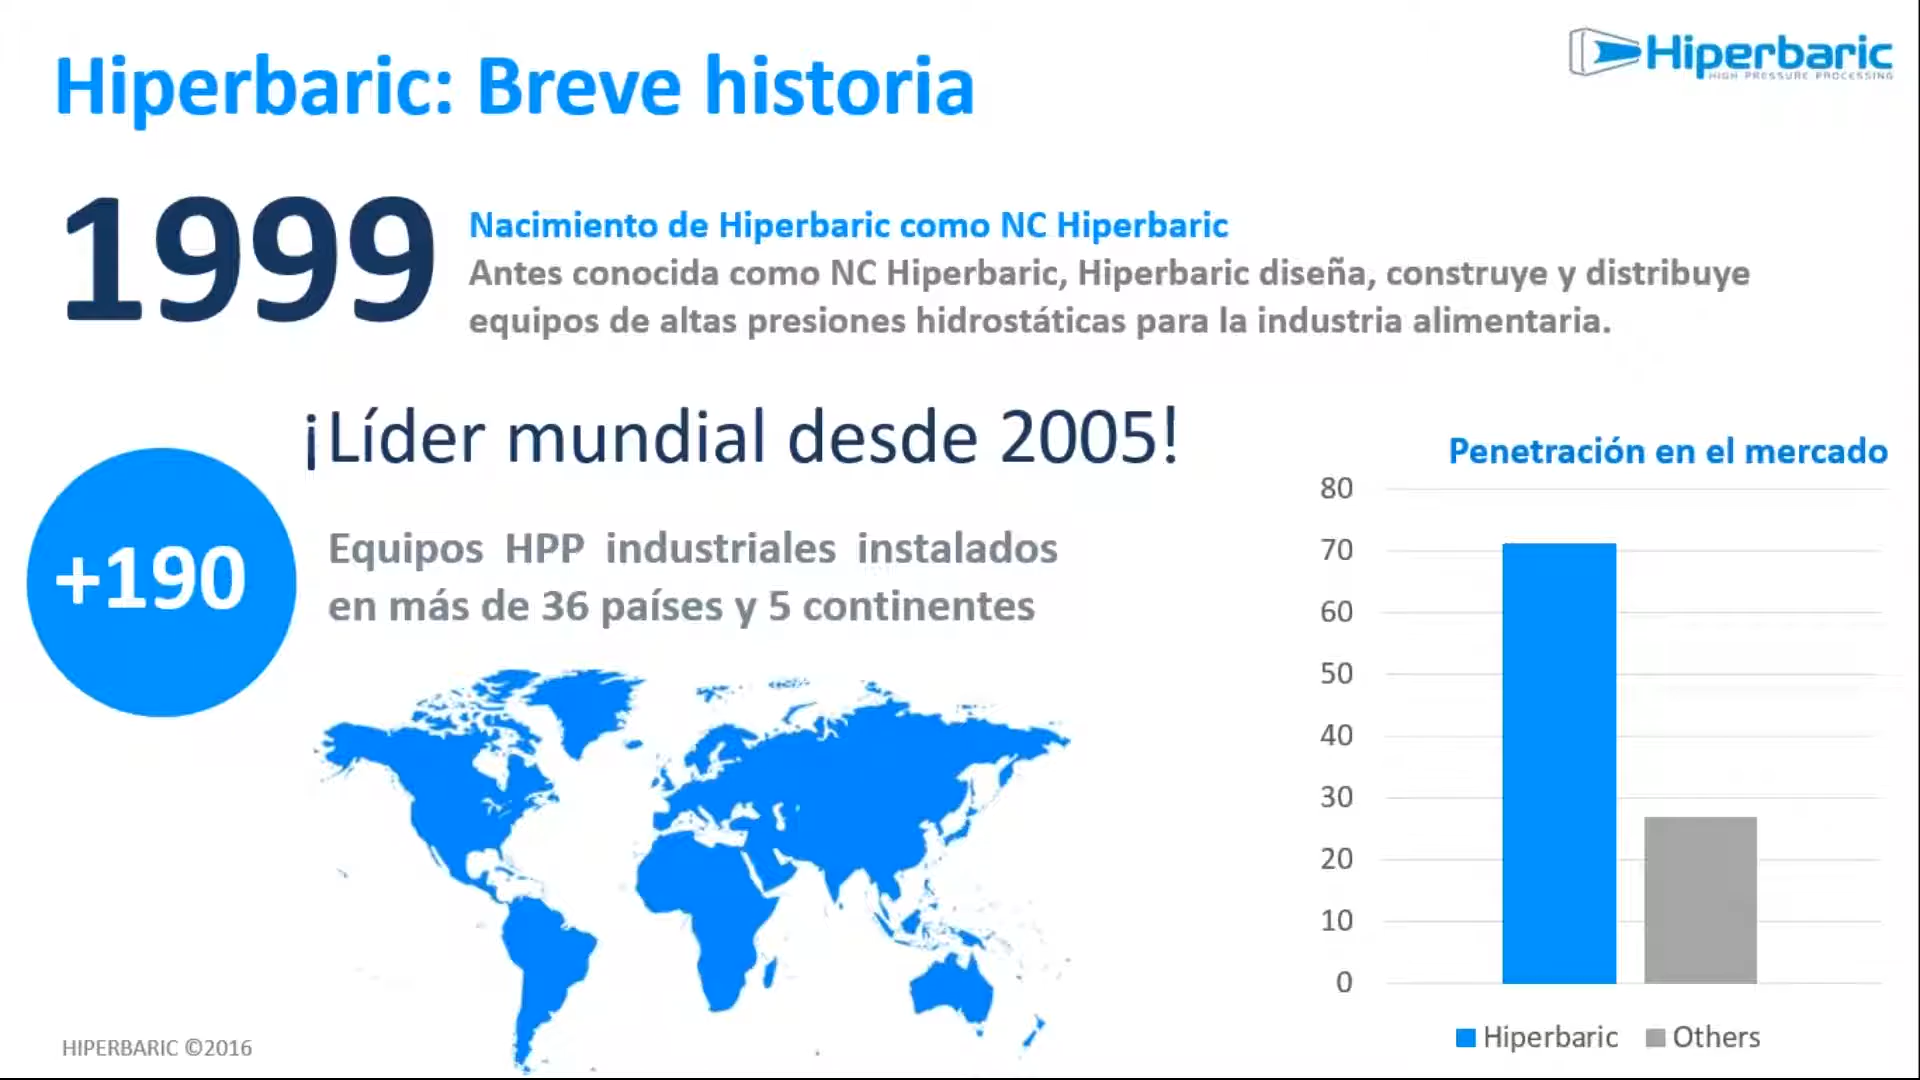 Hiperbaric: Breve historia
Hiperbaric
HIGH PRESSURE PROCESSING
1999
Nacimiento de Hiperbaric como NC Hiperbaric
Antes conocida como NC Hiperbaric, Hiperbaric diseña, construye y distribuye
equipos de altas presiones hidrostáticas para la industria alimentaria.
¡Líder mundial desde 2005!
+190
Equipos HPP industriales instalados
en más de 36 países y 5 continentes
Penetración en el mercado
80
70
60
50
40
30
20
10
0
Hiperbaric Others
HIPERBARIC ©2016